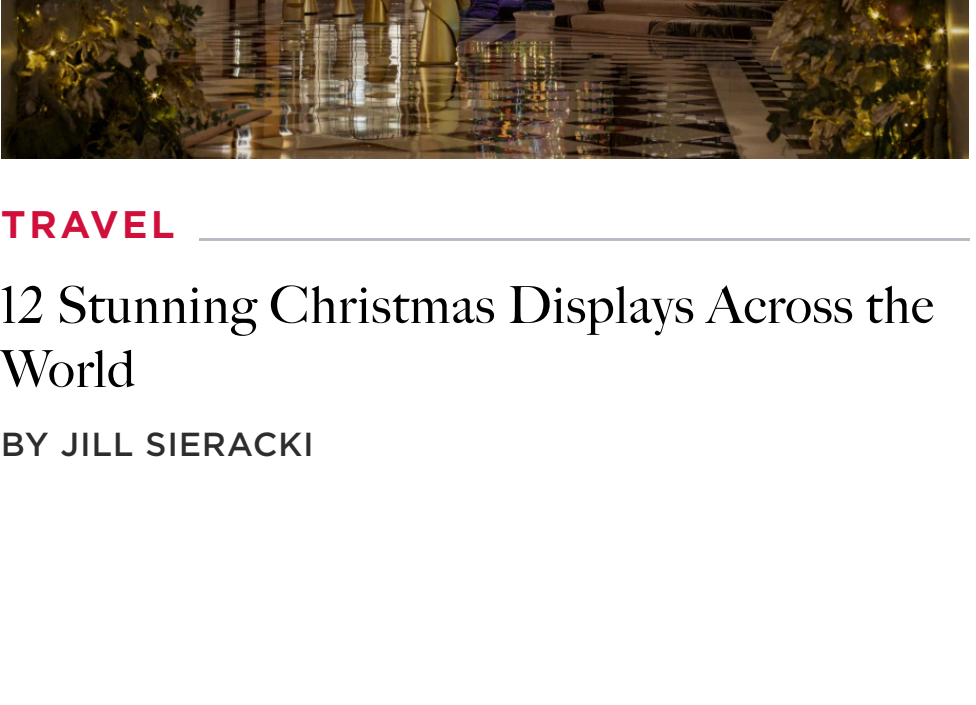 TRAVEL
12 Stunning Christmas Displays Across the
World
BY JILL SIERACKI